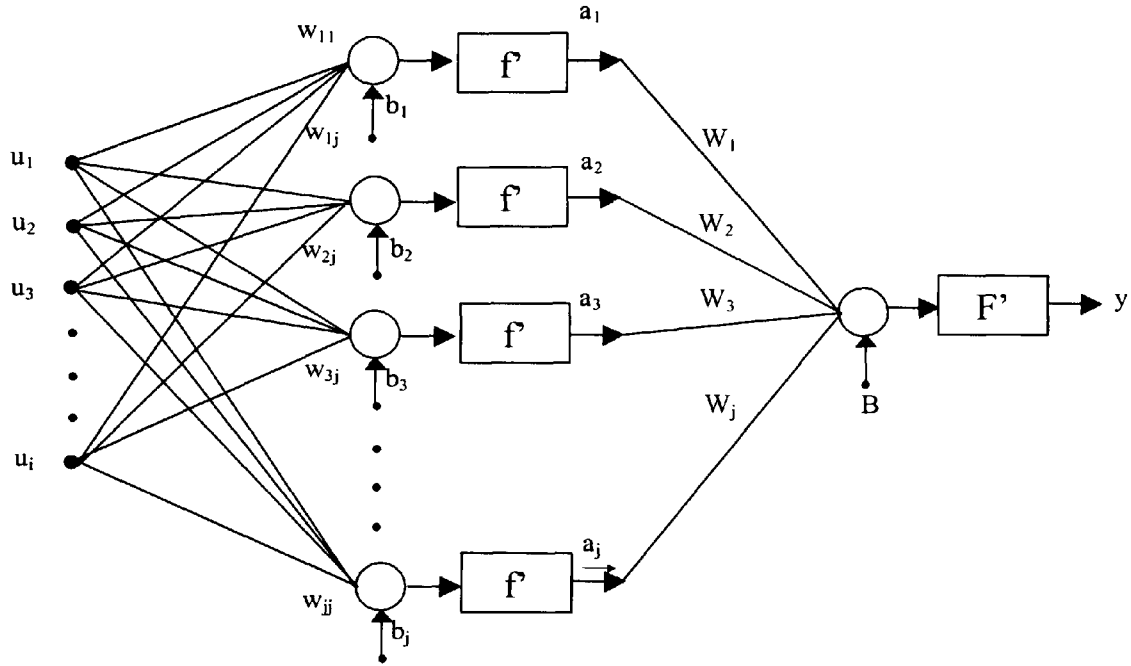 w₁₁
a₁
f'
b₁
w₁ⱼ
W₁
u₁
a₂
f'
u₂
W₂
w₂ⱼ
b₂
u₃
a₃
W₃
f'
F'
y
w₃ⱼ
b₃
Wⱼ
B
uᵢ
aⱼ
f'
wⱼⱼ
bⱼ